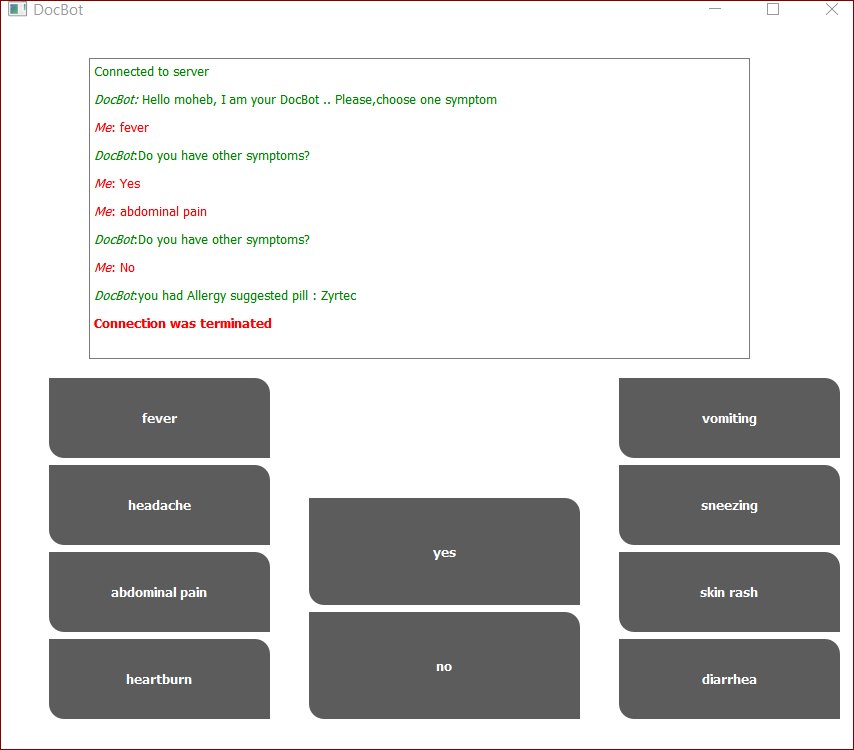 DocBot
Connected to server
DocBot: Hello moheb, I am your DocBot .. Please,choose one symptom
Me: fever
DocBot:Do you have other symptoms?
Me: Yes
Me: abdominal pain
DocBot:Do you have other symptoms?
Me: No
DocBot:you had Allergy suggested pill : Zyrtec
Connection was terminated
fever
headache
abdominal pain
heartburn
yes
no
vomiting
sneezing
skin rash
diarrhea